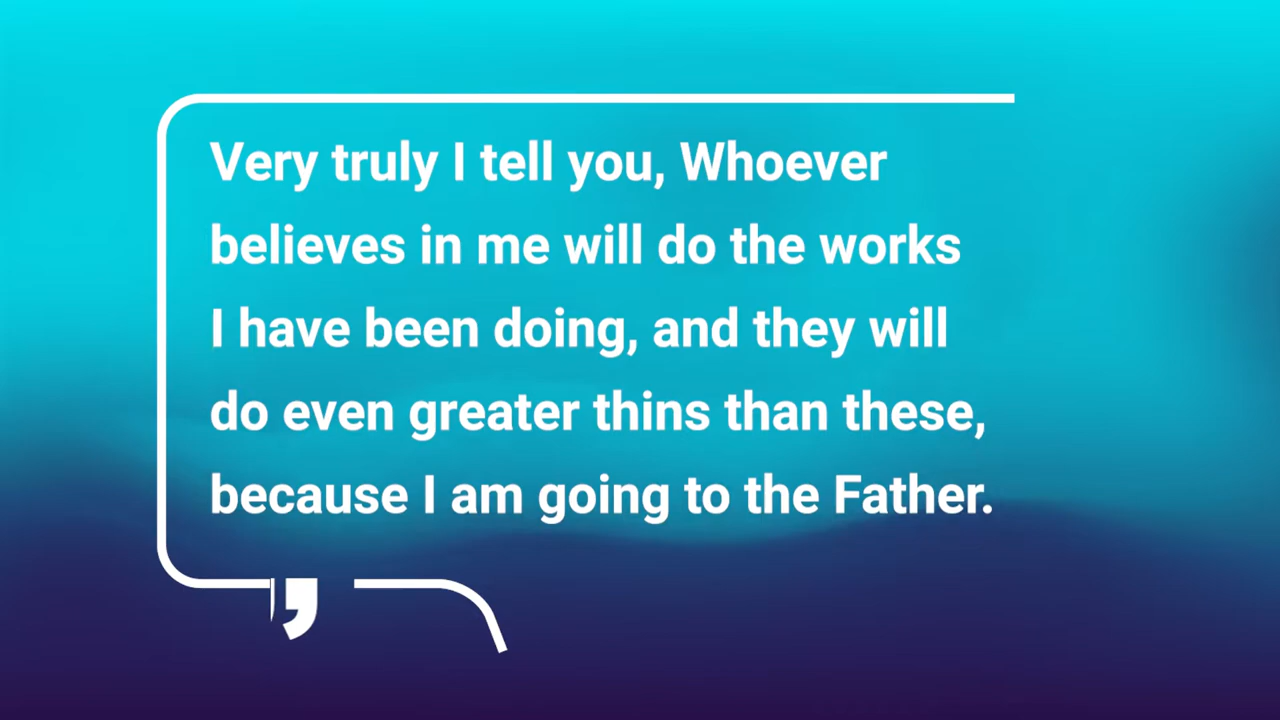 Very truly I tell you, Whoever
believes in me will do the works
I have been doing, and they will
do even greater thins than these,
because I am going to the Father.